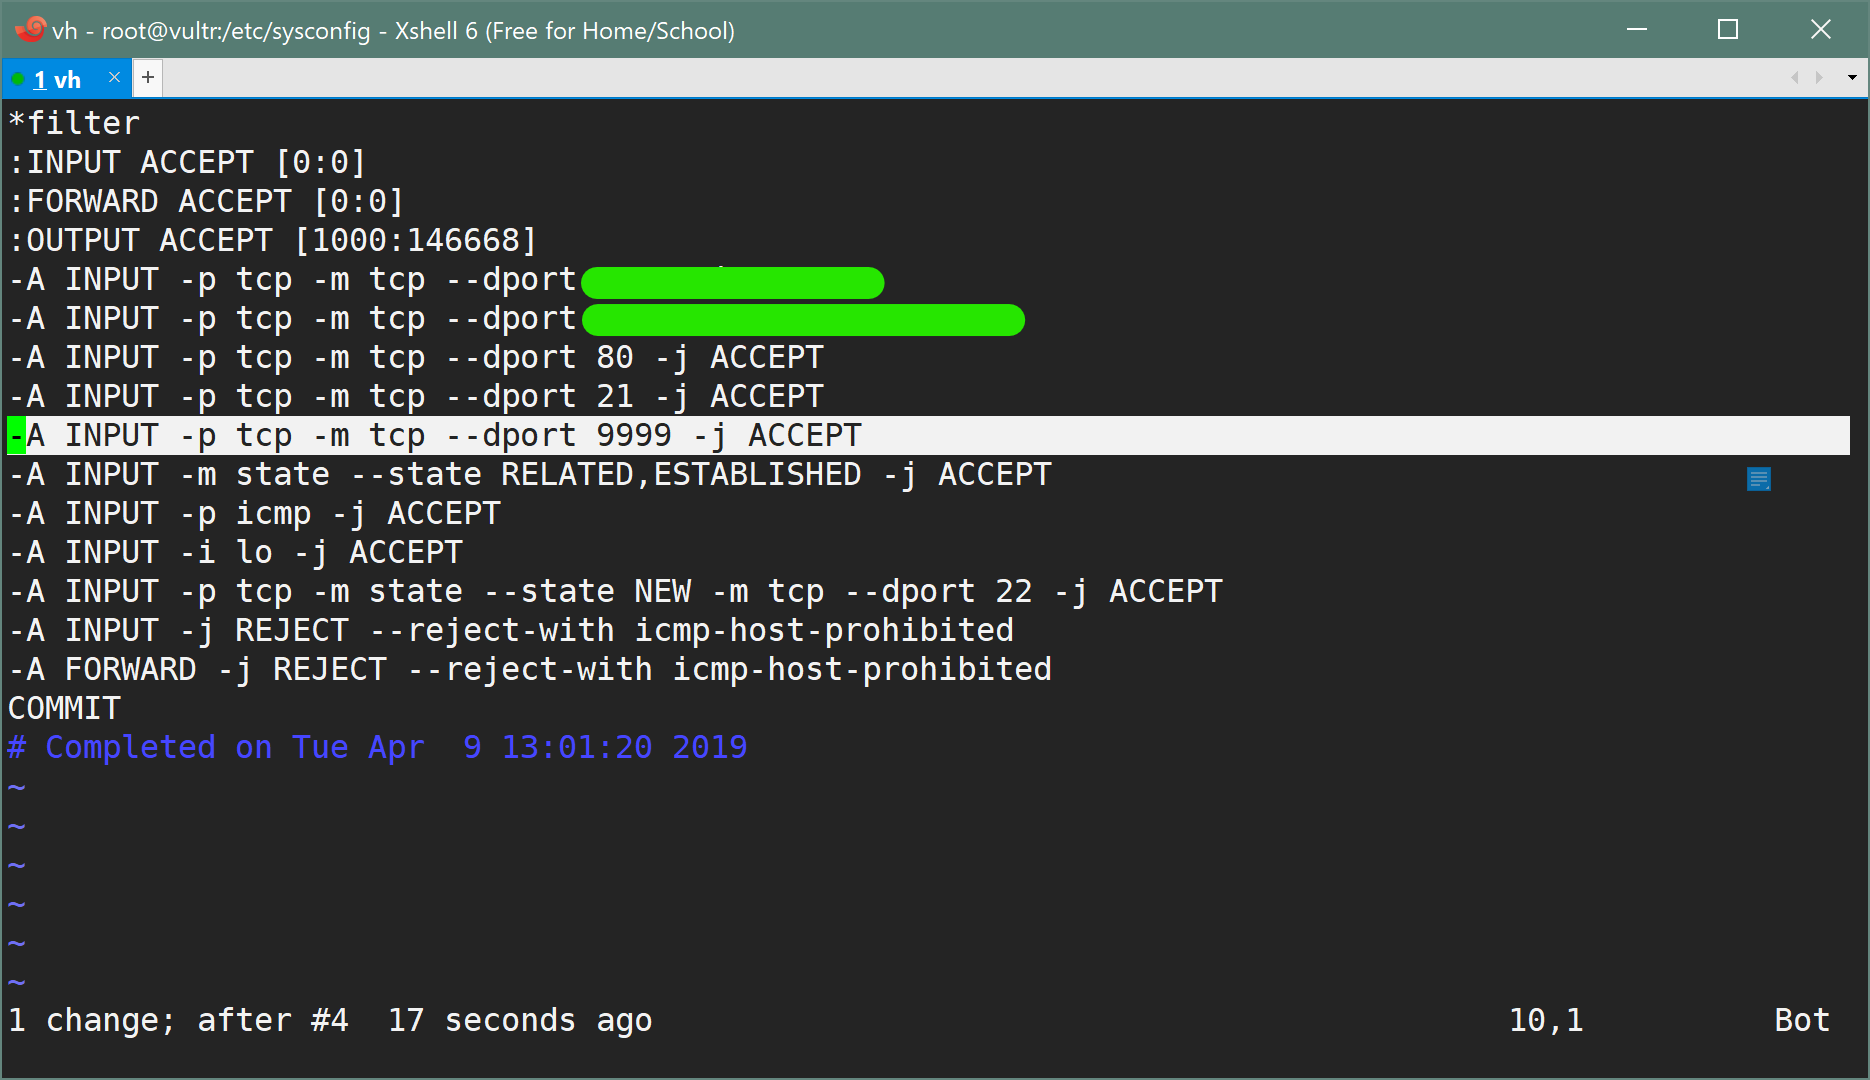 vh - root@vultr:/etc/sysconfig - Xshell 6 (Free for Home/School)
1 vh × +
*filter
:INPUT ACCEPT [0:0]
:FORWARD ACCEPT [0:0]
:OUTPUT ACCEPT [1000:146668]
-A INPUT -p tcp -m tcp --dport
-A INPUT -p tcp -m tcp --dport
-A INPUT -p tcp -m tcp --dport 80 -j ACCEPT
-A INPUT -p tcp -m tcp --dport 21 -j ACCEPT
-A INPUT -p tcp -m tcp --dport 9999 -j ACCEPT
-A INPUT -m state --state RELATED,ESTABLISHED -j ACCEPT
-A INPUT -p icmp -j ACCEPT
-A INPUT -i lo -j ACCEPT
-A INPUT -p tcp -m state --state NEW -m tcp --dport 22 -j ACCEPT
-A INPUT -j REJECT --reject-with icmp-host-prohibited
-A FORWARD -j REJECT --reject-with icmp-host-prohibited
COMMIT
# Completed on Tue Apr  9 13:01:20 2019
~
~
~
~
~
~
1 change; after #4  17 seconds ago 10,1 Bot